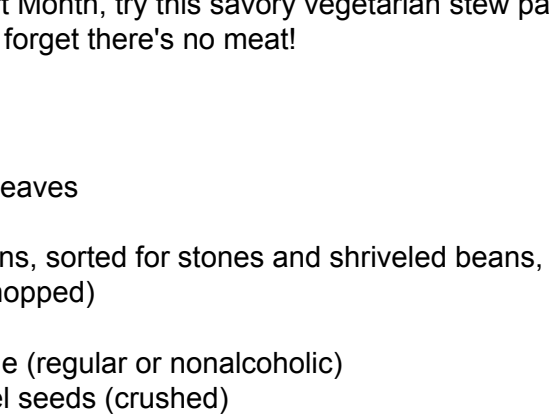 t Month, try this savory vegetarian stew pa
forget there's no meat!
eaves
ns, sorted for stones and shriveled beans,
hopped)
e (regular or nonalcoholic)
el seeds (crushed)